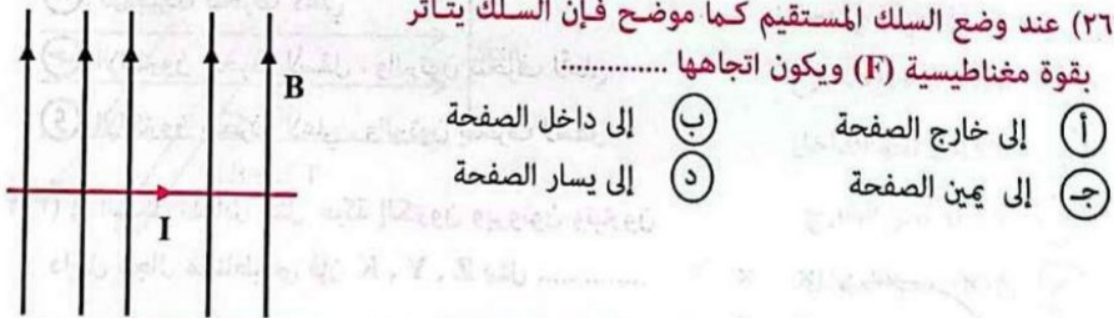 ٢٦) عند وضع السلك المستقيم كما موضح فإن السلك يتأثر
بقوة مغناطيسية (F) ويكون اتجاهها ..............
أ إلى خارج الصفحة ب إلى داخل الصفحة
جـ إلى يمين الصفحة د إلى يسار الصفحة
B
I